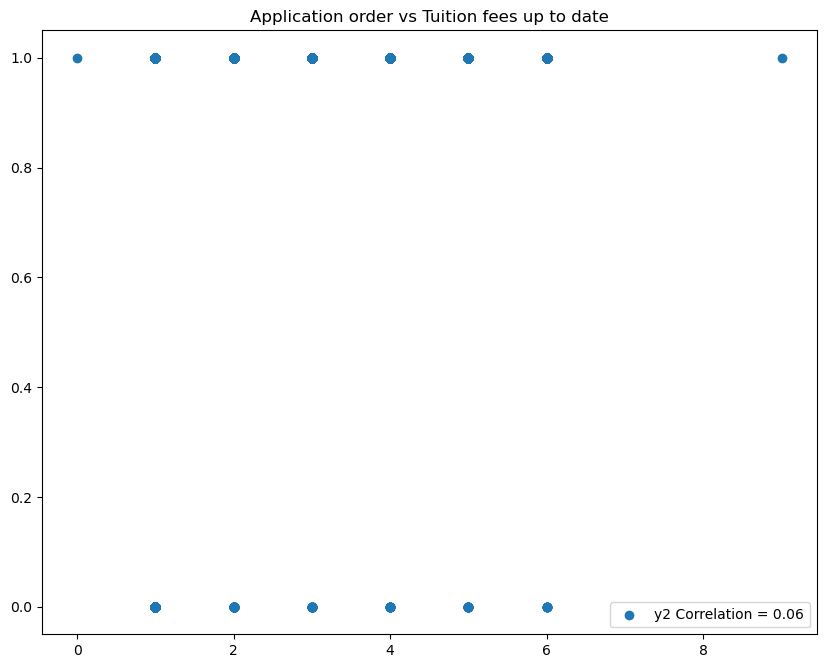 Application order vs Tuition fees up to date
1.0
0.8
0.6
0.4
0.2
0.0
y2 Correlation = 0.06
0 2 4 6 8